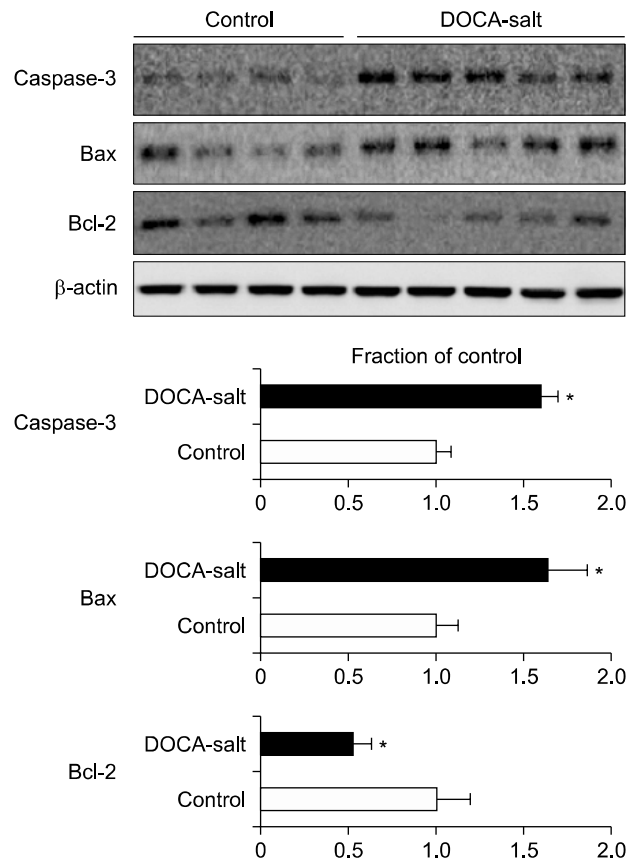 Control DOCA-salt
Caspase-3
Bax
Bcl-2
β-actin
Fraction of control
Caspase-3
DOCA-salt *
Control
0 0.5 1.0 1.5 2.0
Bax
DOCA-salt *
Control
0 0.5 1.0 1.5 2.0
Bcl-2
DOCA-salt *
Control
0 0.5 1.0 1.5 2.0